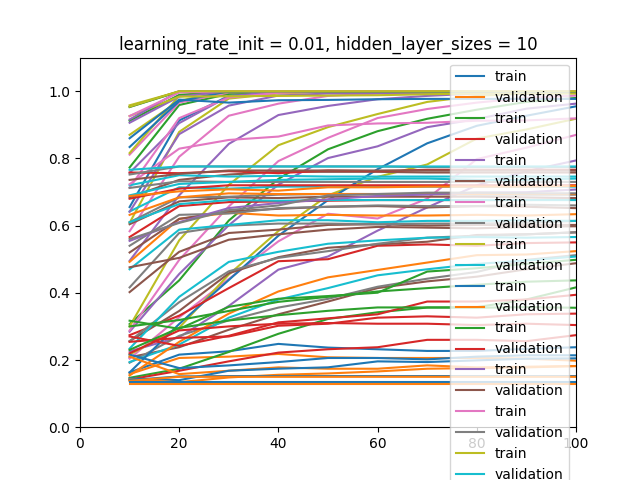 learning_rate_init = 0.01, hidden_layer_sizes = 10
1.0
0.8
0.6
0.4
0.2
0.0
0
20
40
60
80
100
train
validation
train
validation
train
validation
train
validation
train
validation
train
validation
train
validation
train
validation
train
validation
train
validation